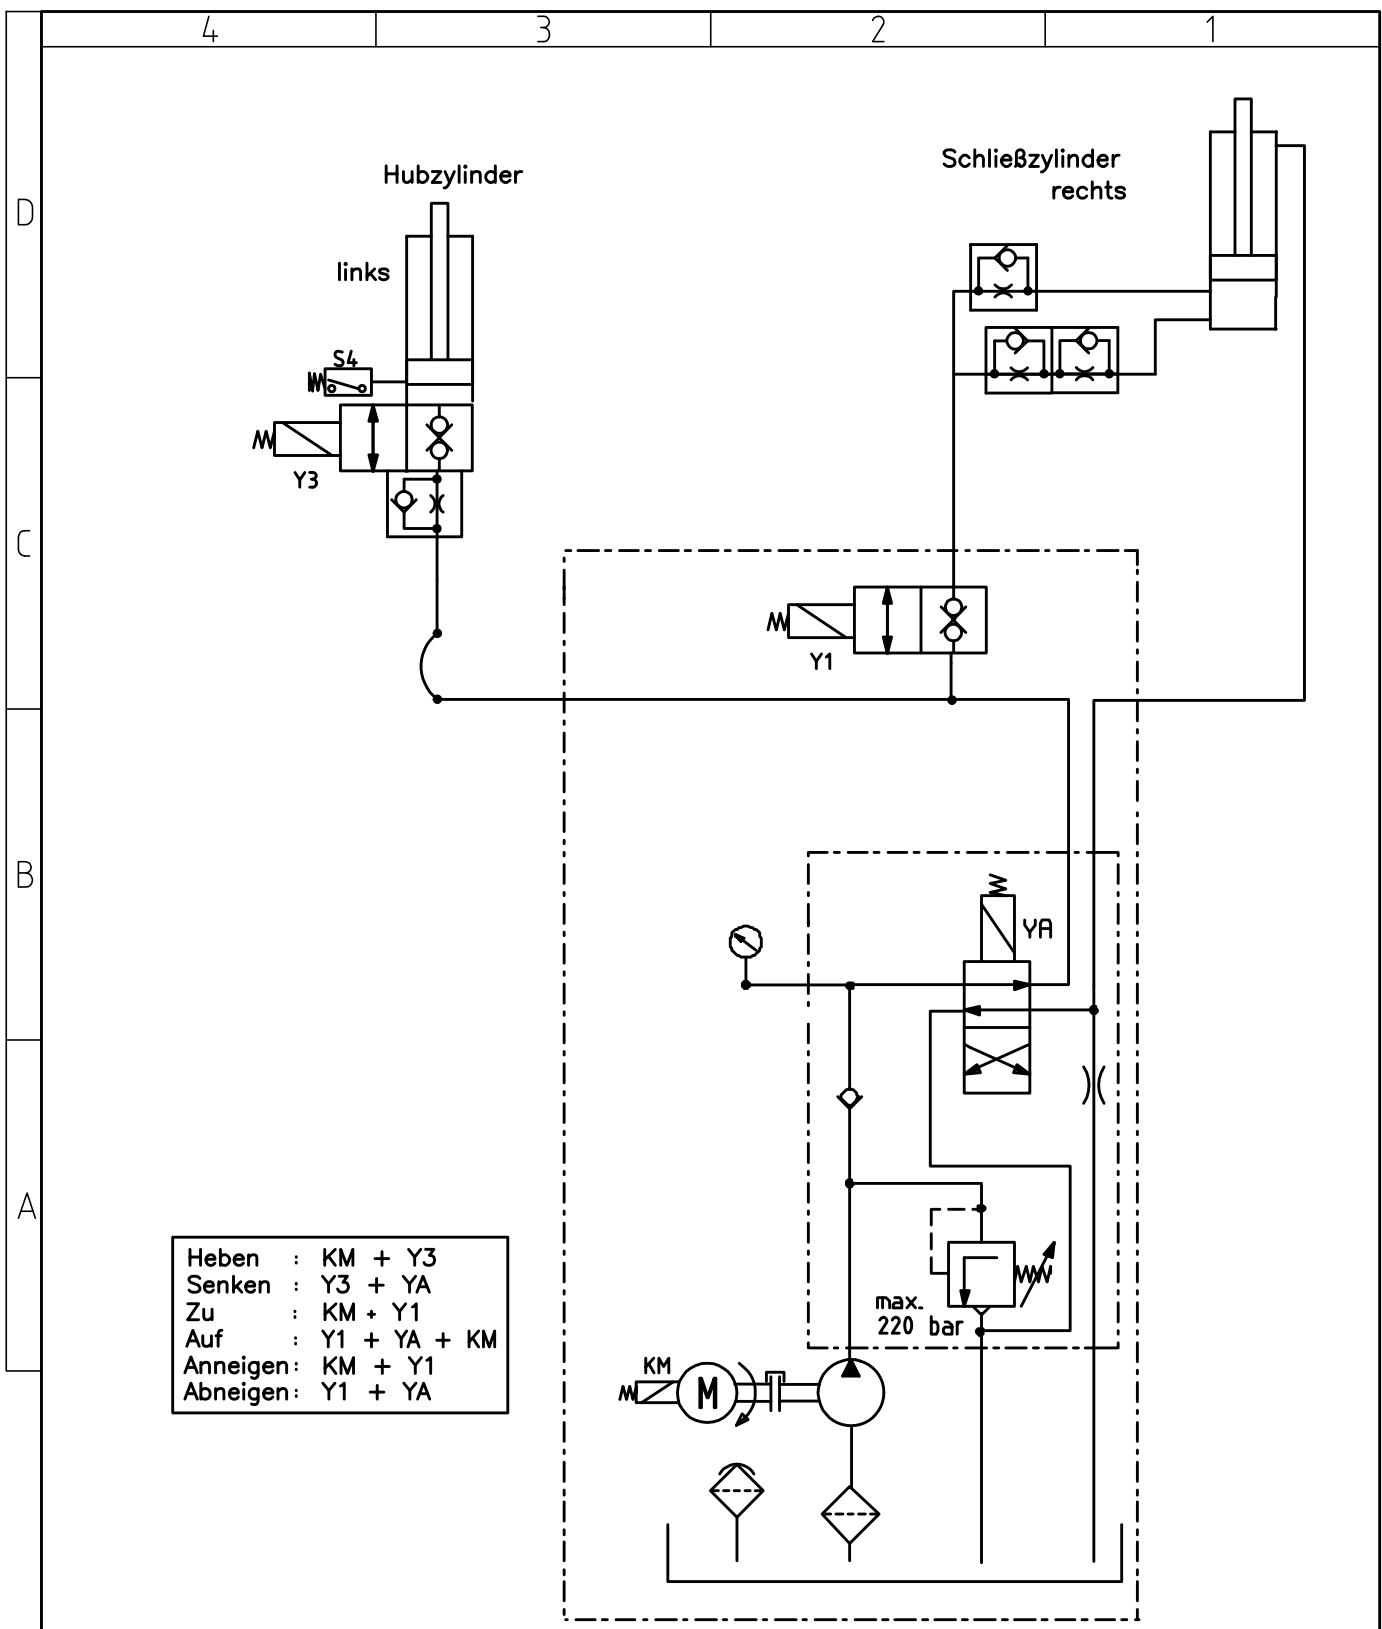 4 3 2 1
D
C
B
A
Hubzylinder
links
Schließzylinder
rechts
S4
Y3
Y1
YA
max.
220 bar
KM
M
Heben : KM + Y3
Senken : Y3 + YA
Zu : KM + Y1
Auf : Y1 + YA + KM
Anneigen: KM + Y1
Abneigen: Y1 + YA